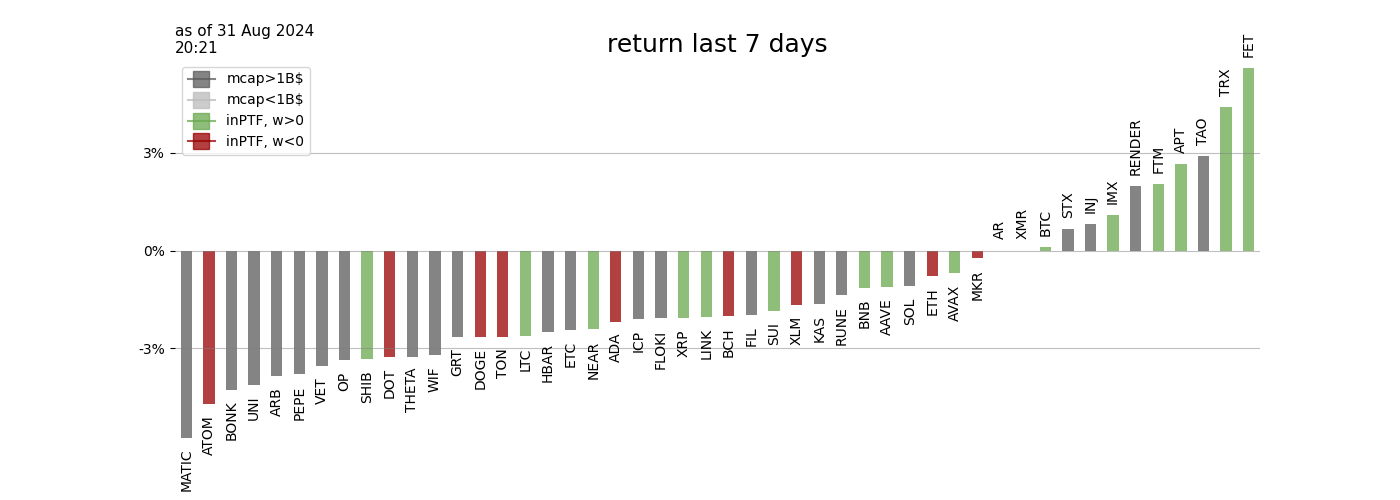 as of 31 Aug 2024
20:21
return last 7 days
mcap>1B$
mcap<1B$
inPTF, w>0
inPTF, w<0
3%
0%
-3%
MATIC
ATOM
BONK
UNI
ARB
PEPE
VET
OP
SHIB
DOT
THETA
WIF
GRT
DOGE
TON
LTC
HBAR
ETC
NEAR
ADA
ICP
FLOKI
XRP
LINK
BCH
FIL
SUI
XLM
KAS
RUNE
BNB
AAVE
SOL
ETH
AVAX
MKR
AR
XMR
BTC
STX
INJ
IMX
RENDER
FTM
APT
TAO
TRX
FET